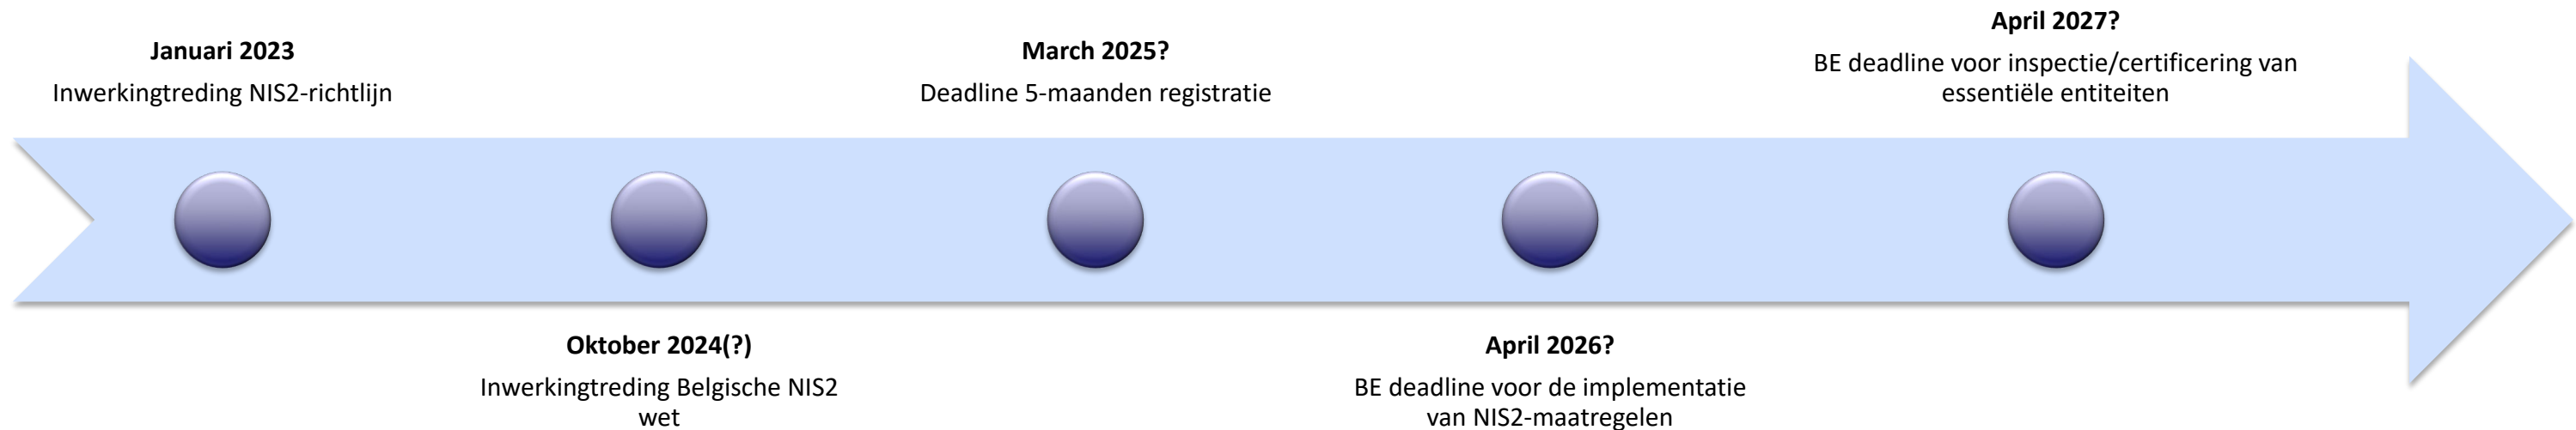 Januari 2023
Inwerkingtreding NIS2-richtlijn
Oktober 2024(?)
Inwerkingtreding Belgische NIS2
wet
March 2025?
Deadline 5-maanden registratie
April 2026?
BE deadline voor de implementatie
van NIS2-maatregelen
April 2027?
BE deadline voor inspectie/certificering van
essentiële entiteiten